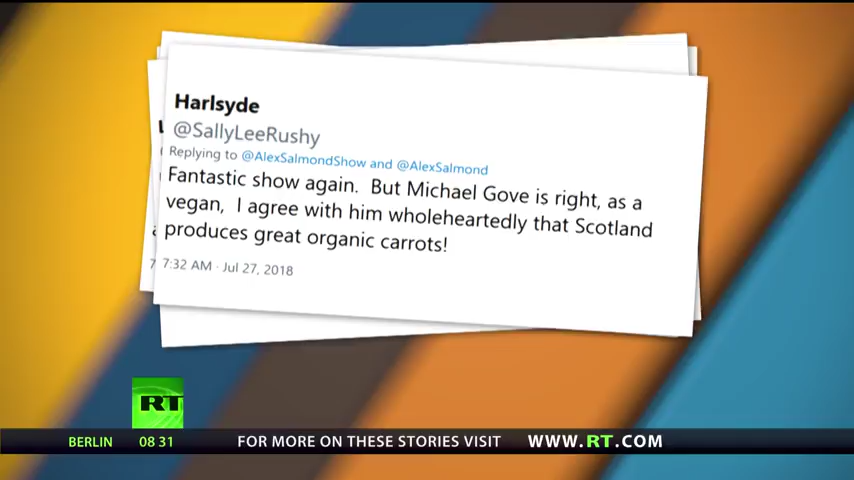 Harlsyde
@SallyLeeRushy
Replying to @AlexSalmondShow and @AlexSalmond
Fantastic show again. But Michael Gove is right, as a
vegan, I agree with him wholeheartedly that Scotland
produces great organic carrots!
7:32 AM · Jul 27, 2018
RT
BERLIN 08 31 FOR MORE ON THESE STORIES VISIT WWW.RT.COM